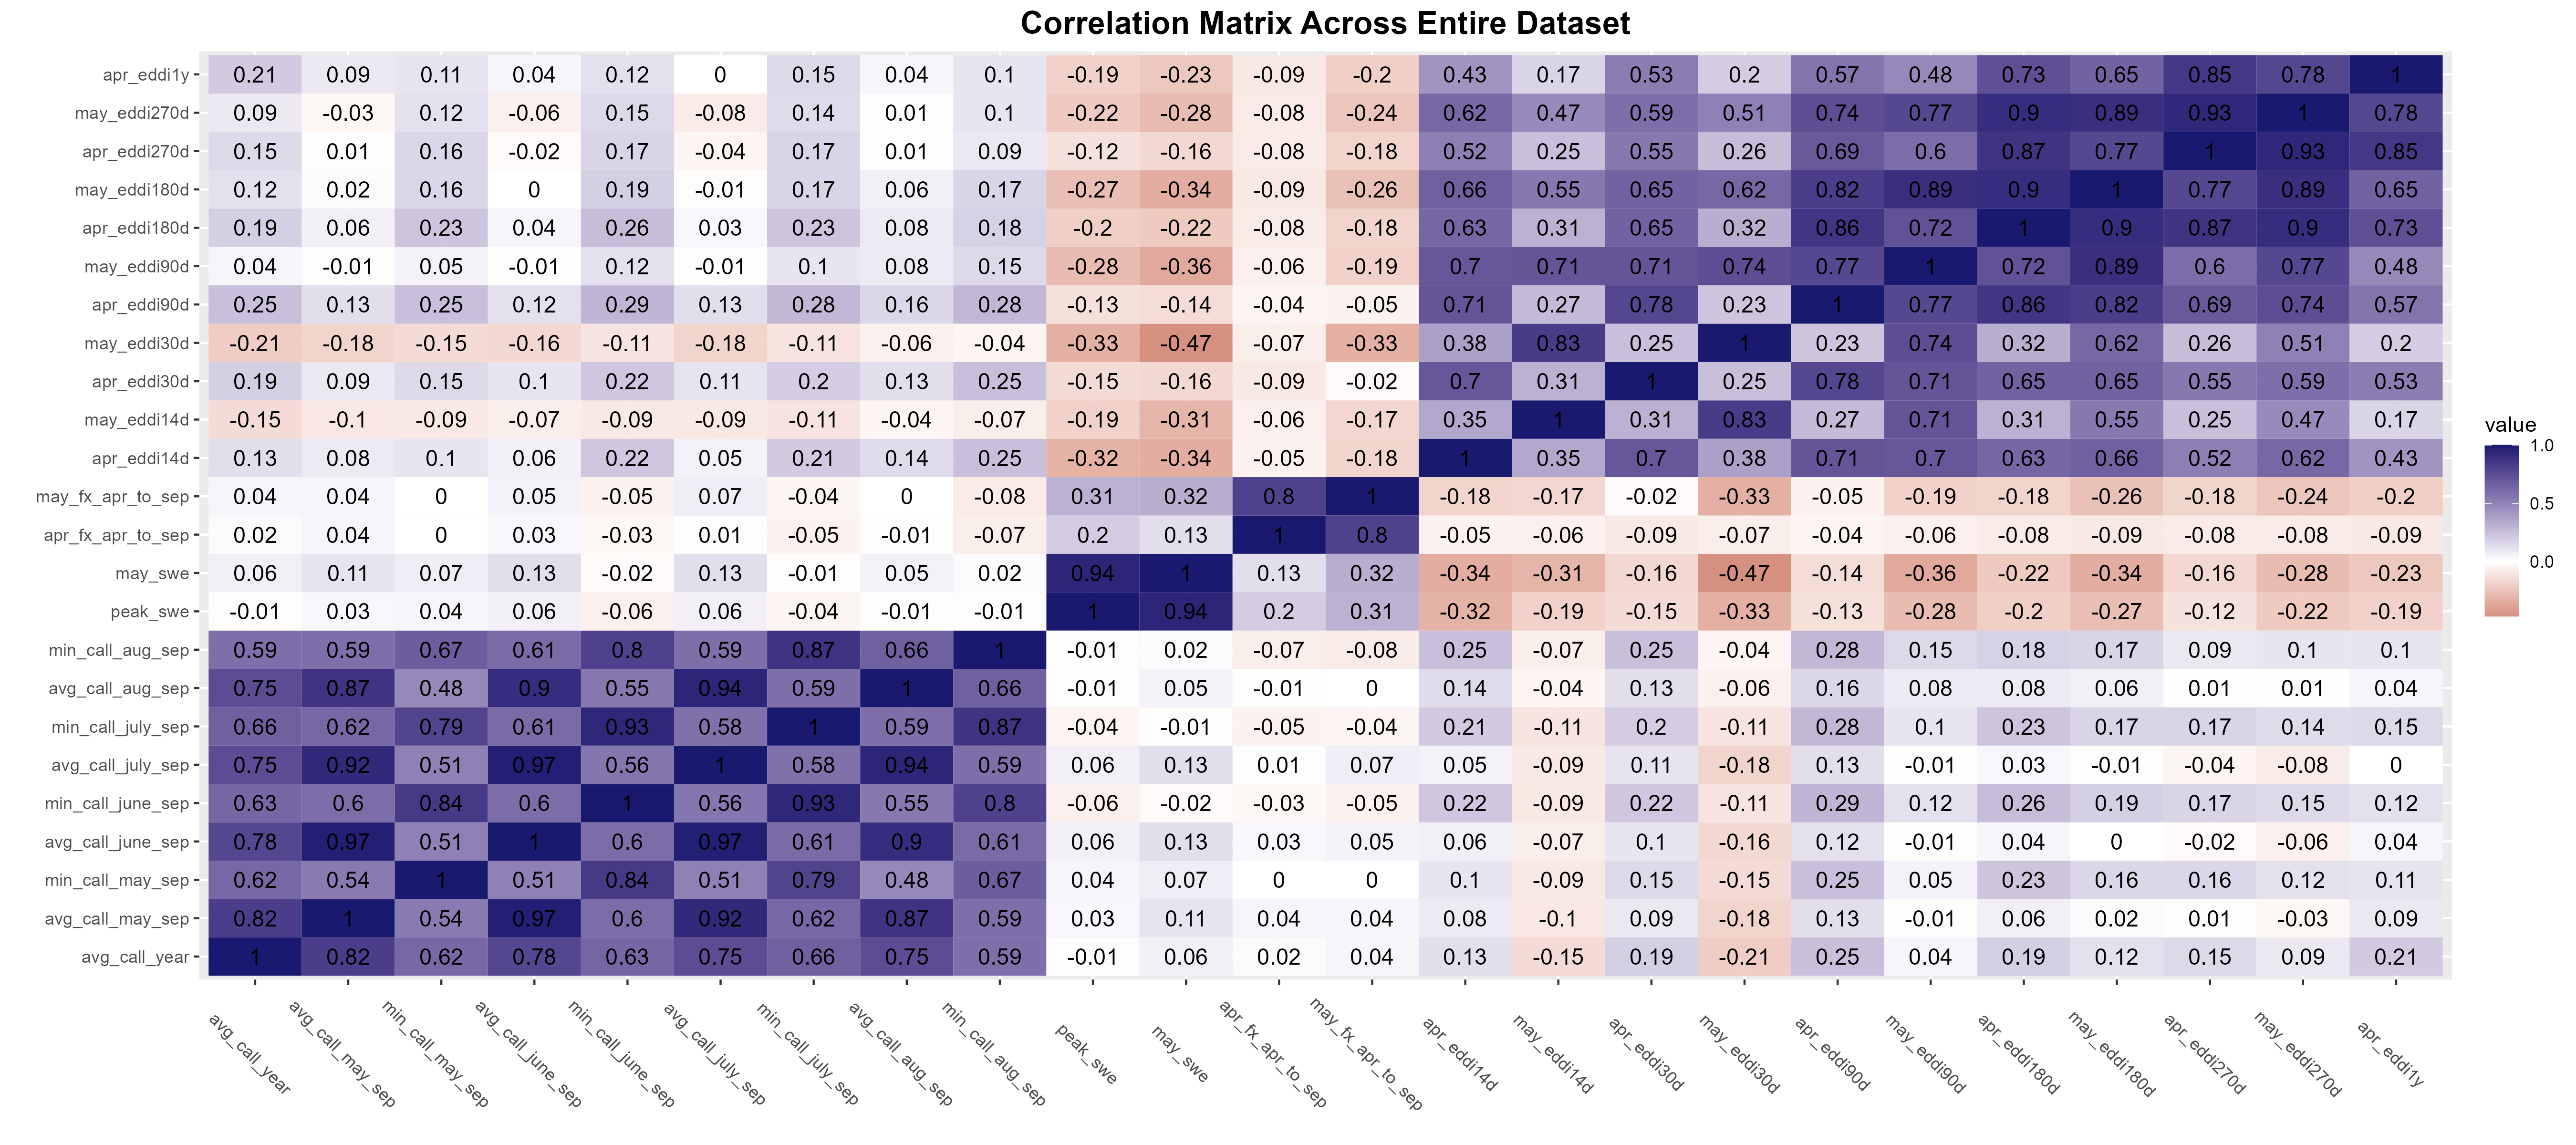 Correlation Matrix Across Entire Dataset
apr_eddi1y 0.21 0.09 0.11 0.04 0.12 0 0.15 0.04 0.1 -0.19 -0.23 -0.09 -0.2 0.43 0.17 0.53 0.2 0.57 0.48 0.73 0.65 0.85 0.78 1
may_eddi270d 0.09 -0.03 0.12 -0.06 0.15 -0.08 0.14 0.01 0.1 -0.22 -0.28 -0.08 -0.24 0.62 0.47 0.59 0.51 0.74 0.77 0.9 0.89 0.93 1 0.78
apr_eddi270d 0.15 0.01 0.16 -0.02 0.17 -0.04 0.17 0.01 0.09 -0.12 -0.16 -0.08 -0.18 0.52 0.25 0.55 0.26 0.69 0.6 0.87 0.77 1 0.93 0.85
may_eddi180d 0.12 0.02 0.16 0 0.19 -0.01 0.17 0.06 0.17 -0.27 -0.34 -0.09 -0.26 0.66 0.55 0.65 0.62 0.82 0.89 0.9 1 0.77 0.89 0.65
apr_eddi180d 0.19 0.06 0.23 0.04 0.26 0.03 0.23 0.08 0.18 -0.2 -0.22 -0.08 -0.18 0.63 0.31 0.65 0.32 0.86 0.72 1 0.9 0.87 0.9 0.73
may_eddi90d 0.04 -0.01 0.05 -0.01 0.12 -0.01 0.1 0.08 0.15 -0.28 -0.36 -0.06 -0.19 0.7 0.71 0.71 0.74 0.77 1 0.72 0.89 0.6 0.77 0.48
apr_eddi90d 0.25 0.13 0.25 0.12 0.29 0.13 0.28 0.16 0.28 -0.13 -0.14 -0.04 -0.05 0.71 0.27 0.78 0.23 1 0.77 0.86 0.82 0.69 0.74 0.57
may_eddi30d -0.21 -0.18 -0.15 -0.16 -0.11 -0.18 -0.11 -0.06 -0.04 -0.33 -0.47 -0.07 -0.33 0.38 0.83 0.25 1 0.23 0.74 0.32 0.62 0.26 0.51 0.2
apr_eddi30d 0.19 0.09 0.15 0.1 0.22 0.11 0.2 0.13 0.25 -0.15 -0.16 -0.09 -0.02 0.7 0.31 1 0.25 0.78 0.71 0.65 0.65 0.55 0.59 0.53
may_eddi14d -0.15 -0.1 -0.09 -0.07 -0.09 -0.09 -0.11 -0.04 -0.07 -0.19 -0.31 -0.06 -0.17 0.35 1 0.31 0.83 0.27 0.71 0.31 0.55 0.25 0.47 0.17
apr_eddi14d 0.13 0.08 0.1 0.06 0.22 0.05 0.21 0.14 0.25 -0.32 -0.34 -0.05 -0.18 1 0.35 0.7 0.38 0.71 0.7 0.63 0.66 0.52 0.62 0.43
may_fx_apr_to_sep 0.04 0.04 0 0.05 -0.05 0.07 -0.04 0 -0.08 0.31 0.32 0.8 1 -0.18 -0.17 -0.02 -0.33 -0.05 -0.19 -0.18 -0.26 -0.18 -0.24 -0.2
apr_fx_apr_to_sep 0.02 0.04 0 0.03 -0.03 0.01 -0.05 -0.01 -0.07 0.2 0.13 1 0.8 -0.05 -0.06 -0.09 -0.07 -0.04 -0.06 -0.08 -0.09 -0.08 -0.08 -0.09
may_swe 0.06 0.11 0.07 0.13 -0.02 0.13 -0.01 0.05 0.02 0.94 1 0.13 0.32 -0.34 -0.31 -0.16 -0.47 -0.14 -0.36 -0.22 -0.34 -0.16 -0.28 -0.23
peak_swe -0.01 0.03 0.04 0.06 -0.06 0.06 -0.04 -0.01 -0.01 1 0.94 0.2 0.31 -0.32 -0.19 -0.15 -0.33 -0.13 -0.28 -0.2 -0.27 -0.12 -0.22 -0.19
min_call_aug_sep 0.59 0.59 0.67 0.61 0.8 0.59 0.87 0.66 1 -0.01 0.02 -0.07 -0.08 0.25 -0.07 0.25 -0.04 0.28 0.15 0.18 0.17 0.09 0.1 0.1
avg_call_aug_sep 0.75 0.87 0.48 0.9 0.55 0.94 0.59 1 0.66 -0.01 0.05 -0.01 0 0.14 -0.04 0.13 -0.06 0.16 0.08 0.08 0.06 0.01 0.01 0.04
min_call_july_sep 0.66 0.62 0.79 0.61 0.93 0.58 1 0.59 0.87 -0.04 -0.01 -0.05 -0.04 0.21 -0.11 0.2 -0.11 0.28 0.1 0.23 0.17 0.17 0.14 0.15
avg_call_july_sep 0.75 0.92 0.51 0.97 0.56 1 0.58 0.94 0.59 0.06 0.13 0.01 0.07 0.05 -0.09 0.11 -0.18 0.13 -0.01 0.03 -0.01 -0.04 -0.08 0
min_call_june_sep 0.63 0.6 0.84 0.6 1 0.56 0.93 0.55 0.8 -0.06 -0.02 -0.03 -0.05 0.22 -0.09 0.22 -0.11 0.29 0.12 0.26 0.19 0.17 0.15 0.12
avg_call_june_sep 0.78 0.97 0.51 1 0.6 0.97 0.61 0.9 0.61 0.06 0.13 0.03 0.05 0.06 -0.07 0.1 -0.16 0.12 -0.01 0.04 0 -0.02 -0.06 0.04
min_call_may_sep 0.62 0.54 1 0.51 0.84 0.51 0.79 0.48 0.67 0.04 0.07 0 0 0.1 -0.09 0.15 -0.15 0.25 0.05 0.23 0.16 0.16 0.12 0.11
avg_call_may_sep 0.82 1 0.54 0.97 0.6 0.92 0.62 0.87 0.59 0.03 0.11 0.04 0.04 0.08 -0.1 0.09 -0.18 0.13 -0.01 0.06 0.02 0.01 -0.03 0.09
avg_call_year 1 0.82 0.62 0.78 0.63 0.75 0.66 0.75 0.59 -0.01 0.06 0.02 0.04 0.13 -0.15 0.19 -0.21 0.25 0.04 0.19 0.12 0.15 0.09 0.21
avg_call_year
avg_call_may_sep
min_call_may_sep
avg_call_june_sep
min_call_june_sep
avg_call_july_sep
min_call_july_sep
avg_call_aug_sep
min_call_aug_sep
peak_swe
may_swe
apr_fx_apr_to_sep
may_fx_apr_to_sep
apr_eddi14d
may_eddi14d
apr_eddi30d
may_eddi30d
apr_eddi90d
may_eddi90d
apr_eddi180d
may_eddi180d
apr_eddi270d
may_eddi270d
apr_eddi1y
value
1.0
0.5
0.0